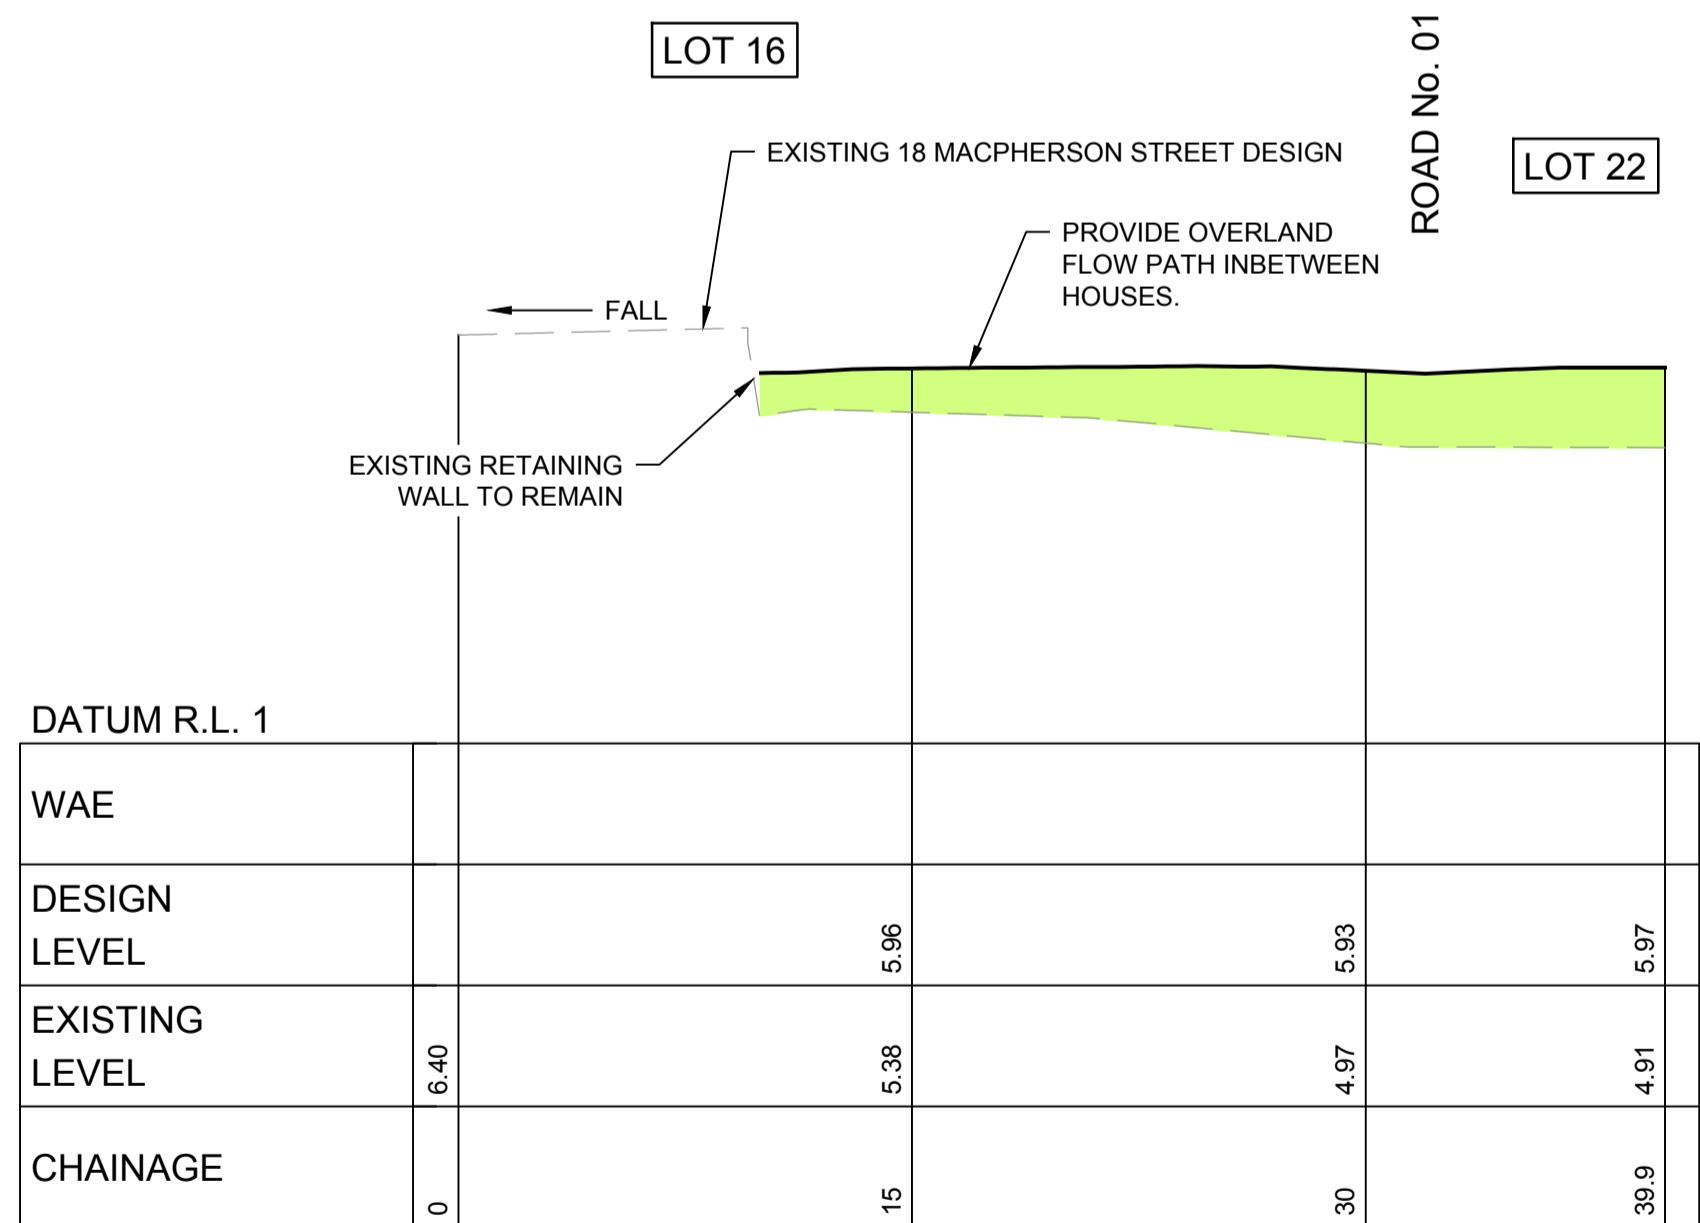 LOT 16
ROAD No. 01
LOT 22
EXISTING 18 MACPHERSON STREET DESIGN
PROVIDE OVERLAND
FLOW PATH INBETWEEN
HOUSES.
FALL
EXISTING RETAINING
WALL TO REMAIN
DATUM R.L. 1
WAE
DESIGN
LEVEL
5.96
5.93
5.97
EXISTING
LEVEL
6.40
5.38
4.97
4.91
CHAINAGE
0
15
30
39.9